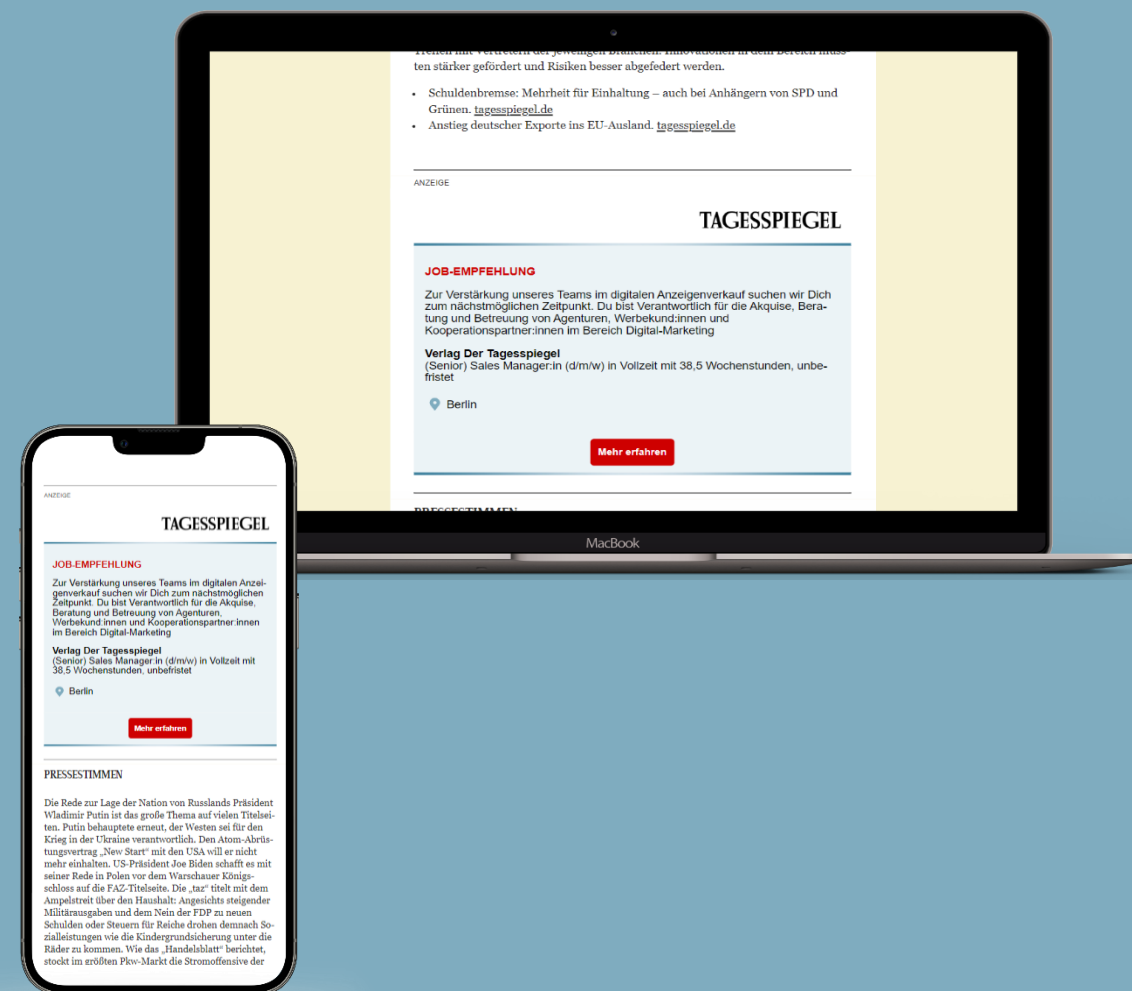 ten stärker gefördert und Risiken besser abgefedert werden.
• Schuldenbremse: Mehrheit für Einhaltung – auch bei Anhängern von SPD und
Grünen. tagesspiegel.de
• Anstieg deutscher Exporte ins EU-Ausland. tagesspiegel.de
ANZEIGE
TAGESSPIEGEL
JOB-EMPFEHLUNG
Zur Verstärkung unseres Teams im digitalen Anzeigenverkauf suchen wir Dich
zum nächstmöglichen Zeitpunkt. Du bist Verantwortlich für die Akquise, Bera-
tung und Betreuung von Agenturen, Werbekund:innen und
Kooperationspartner:innen im Bereich Digital-Marketing
Verlag Der Tagesspiegel
(Senior) Sales Manager:in (d/m/w) in Vollzeit mit 38,5 Wochenstunden, unbe-
fristet
Berlin
Mehr erfahren
PRESSESTIMMEN
MacBook
ANZEIGE
TAGESSPIEGEL
JOB-EMPFEHLUNG
Zur Verstärkung unseres Teams im digitalen Anzei-
genverkauf suchen wir Dich zum nächstmöglichen
Zeitpunkt. Du bist Verantwortlich für die Akquise,
Beratung und Betreuung von Agenturen,
Werbekund:innen und Kooperationspartner:innen
im Bereich Digital-Marketing
Verlag Der Tagesspiegel
(Senior) Sales Manager:in (d/m/w) in Vollzeit mit
38,5 Wochenstunden, unbefristet
Berlin
Mehr erfahren
PRESSESTIMMEN
Die Rede zur Lage der Nation von Russlands Präsident
Wladimir Putin ist das große Thema auf vielen Titelsei-
ten. Putin behauptete erneut, der Westen sei für den
Krieg in der Ukraine verantwortlich. Den Atom-Abrüs-
tungsvertrag „New Start“ mit den USA will er nicht
mehr einhalten. US-Präsident Joe Biden schafft es mit
seiner Rede in Polen vor dem Warschauer Königs-
schloss auf die FAZ-Titelseite. Die „taz“ titelt mit dem
Ampelstreit über den Haushalt: Angesichts steigender
Militärausgaben und dem Nein der FDP zu neuen
Schulden oder Steuern für Reiche drohen demnach So-
zialleistungen wie die Kindergrundsicherung unter die
Räder zu kommen. Wie das „Handelsblatt“ berichtet,
stockt im größten Pkw-Markt die Stromoffensive der